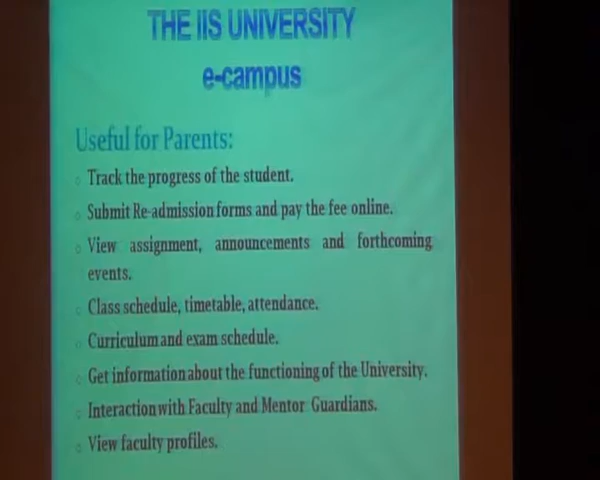 THE IIS UNIVERSITY
e-campus
Useful for Parents:
Track the progress of the student.
Submit Re-admission forms and pay the fee online.
View assignment, announcements and forthcoming
events.
Class schedule, timetable, attendance.
Curriculum and exam schedule.
Get information about the functioning of the University.
Interaction with Faculty and Mentor Guardians.
View faculty profiles.